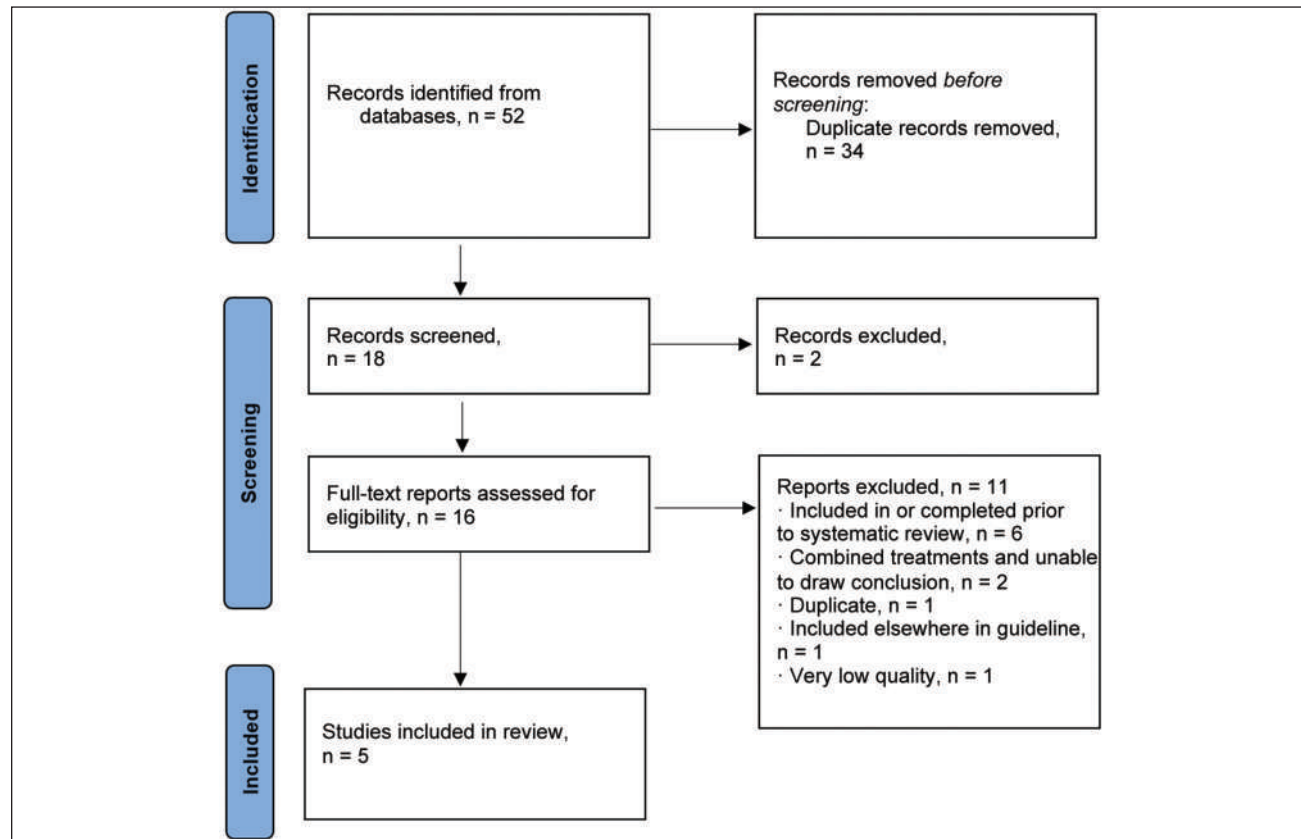 Identification
Records identified from
databases, n = 52
Records removed before
screening:
Duplicate records removed,
n = 34
Screening
Records screened,
n = 18
Records excluded,
n = 2
Full-text reports assessed for
eligibility, n = 16
Reports excluded, n = 11
· Included in or completed prior
to systematic review, n = 6
· Combined treatments and unable
to draw conclusion, n = 2
· Duplicate, n = 1
· Included elsewhere in guideline,
n = 1
· Very low quality, n = 1
Included
Studies included in review,
n = 5